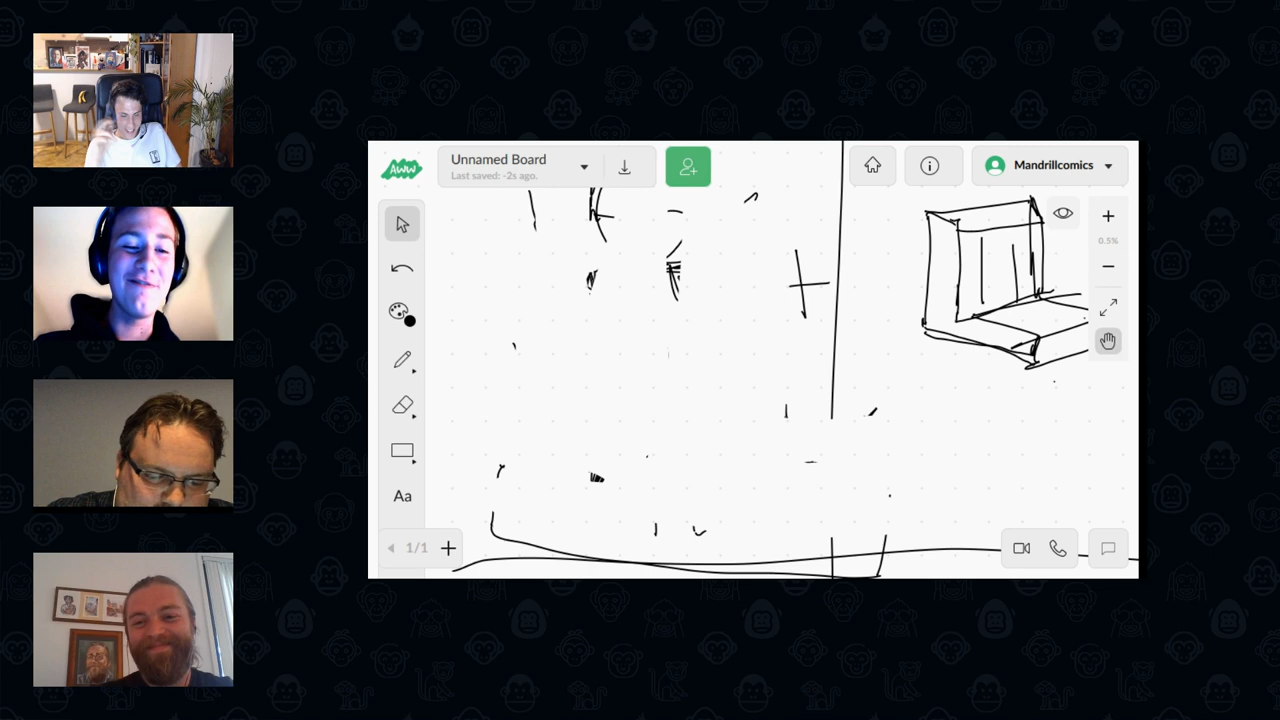 AWW
Unnamed Board
Last saved: -2s ago.
Mandrillcomics
0.5%
Aa
1/1